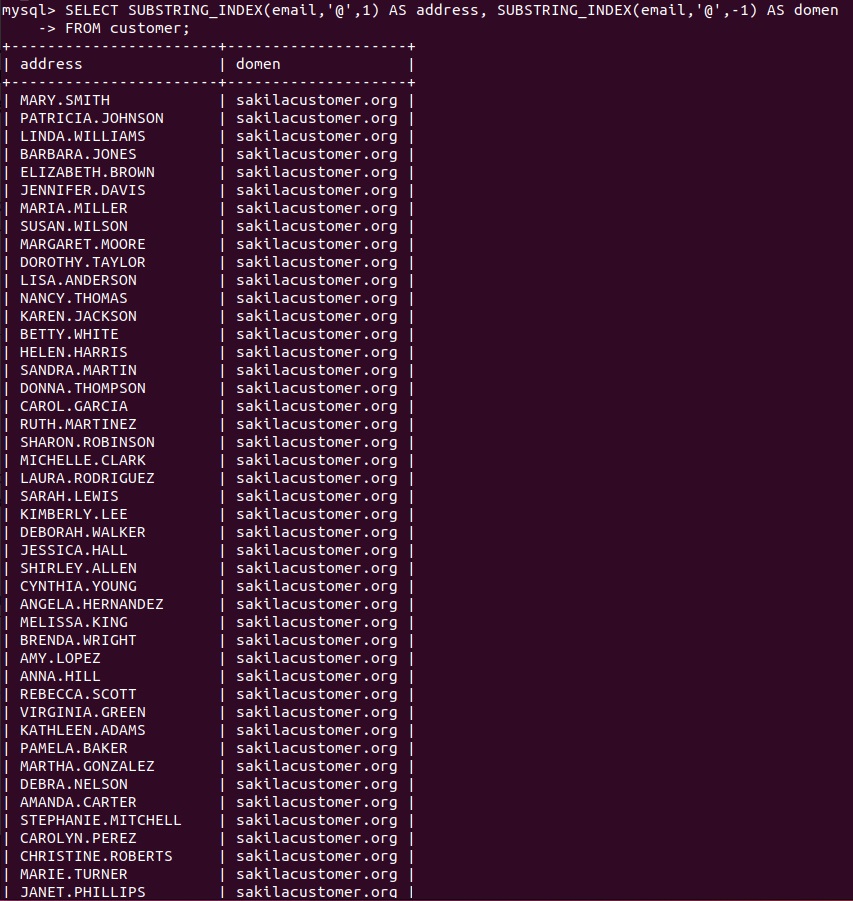 mysql> SELECT SUBSTRING_INDEX(email,'@',1) AS address, SUBSTRING_INDEX(email,'@',-1) AS domen
    -> FROM customer;
+-----------------------+--------------------+
| address               | domen              |
+-----------------------+--------------------+
| MARY.SMITH            | sakilacustomer.org |
| PATRICIA.JOHNSON      | sakilacustomer.org |
| LINDA.WILLIAMS        | sakilacustomer.org |
| BARBARA.JONES         | sakilacustomer.org |
| ELIZABETH.BROWN       | sakilacustomer.org |
| JENNIFER.DAVIS        | sakilacustomer.org |
| MARIA.MILLER          | sakilacustomer.org |
| SUSAN.WILSON          | sakilacustomer.org |
| MARGARET.MOORE        | sakilacustomer.org |
| DOROTHY.TAYLOR        | sakilacustomer.org |
| LISA.ANDERSON         | sakilacustomer.org |
| NANCY.THOMAS          | sakilacustomer.org |
| KAREN.JACKSON         | sakilacustomer.org |
| BETTY.WHITE           | sakilacustomer.org |
| HELEN.HARRIS          | sakilacustomer.org |
| SANDRA.MARTIN         | sakilacustomer.org |
| DONNA.THOMPSON        | sakilacustomer.org |
| CAROL.GARCIA          | sakilacustomer.org |
| RUTH.MARTINEZ         | sakilacustomer.org |
| SHARON.ROBINSON       | sakilacustomer.org |
| MICHELLE.CLARK        | sakilacustomer.org |
| LAURA.RODRIGUEZ       | sakilacustomer.org |
| SARAH.LEWIS           | sakilacustomer.org |
| KIMBERLY.LEE          | sakilacustomer.org |
| DEBORAH.WALKER        | sakilacustomer.org |
| JESSICA.HALL          | sakilacustomer.org |
| SHIRLEY.ALLEN         | sakilacustomer.org |
| CYNTHIA.YOUNG         | sakilacustomer.org |
| ANGELA.HERNANDEZ      | sakilacustomer.org |
| MELISSA.KING          | sakilacustomer.org |
| BRENDA.WRIGHT         | sakilacustomer.org |
| AMY.LOPEZ             | sakilacustomer.org |
| ANNA.HILL             | sakilacustomer.org |
| REBECCA.SCOTT         | sakilacustomer.org |
| VIRGINIA.GREEN        | sakilacustomer.org |
| KATHLEEN.ADAMS        | sakilacustomer.org |
| PAMELA.BAKER          | sakilacustomer.org |
| MARTHA.GONZALEZ       | sakilacustomer.org |
| DEBRA.NELSON          | sakilacustomer.org |
| AMANDA.CARTER         | sakilacustomer.org |
| STEPHANIE.MITCHELL    | sakilacustomer.org |
| CAROLYN.PEREZ         | sakilacustomer.org |
| CHRISTINE.ROBERTS     | sakilacustomer.org |
| MARIE.TURNER          | sakilacustomer.org |
| JANET.PHILLIPS        | sakilacustomer.org |